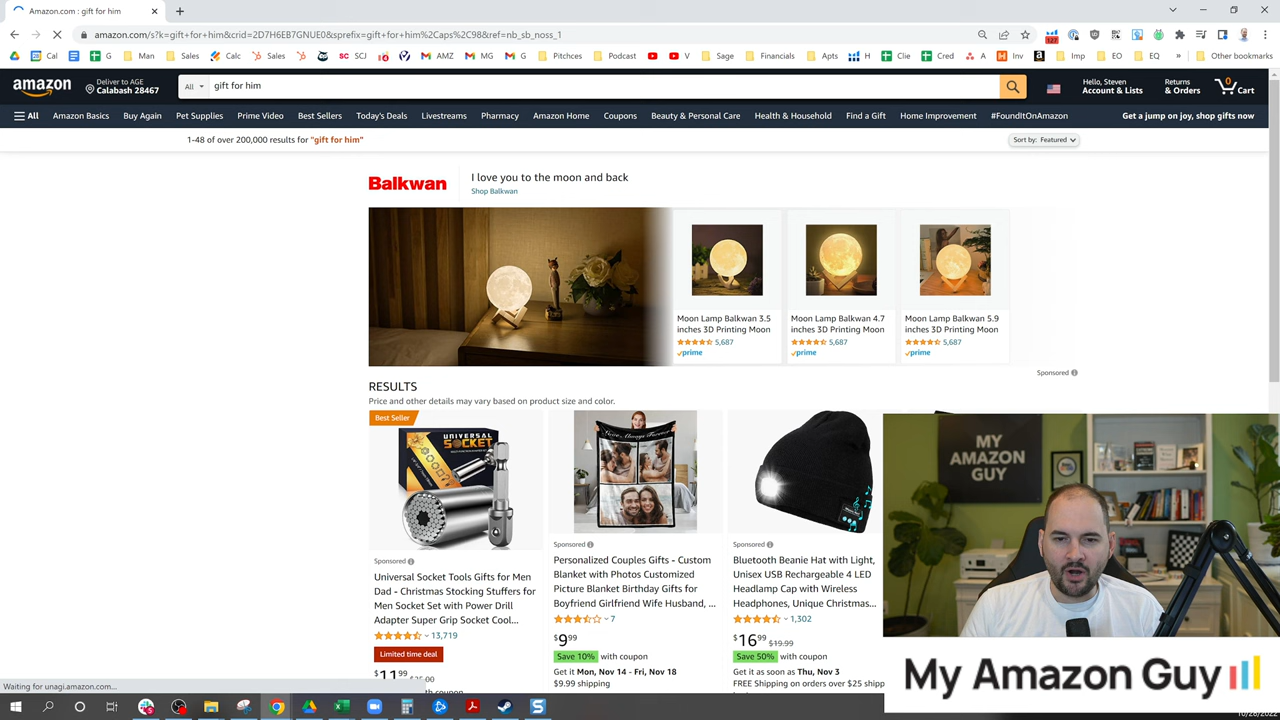 Amazon.com : gift for him
amazon.com/s?k=gift+for+him&crid=2D7H6EB7GNUE0&sprefix=gift+for+him%2Caps%2C98&ref=nb_sb_noss_1
Cal G Man Sales Calc Sales SC SCJ AMZ MG G Pitchces Podcast V Sage Financials Apts H Clie Cred A Inv Imp EO EQ » Other bookmarks
amazon
Deliver to AGE
Calabash 28467
All
gift for him
Hello, Steven
Account & Lists
Returns
& Orders
0
Cart
All Amazon Basics Buy Again Pet Supplies Prime Video Best Sellers Today's Deals Livestreams Pharmacy Amazon Home Coupons Beauty & Personal Care Health & Household Find a Gift Home Improvement #FoundItOnAmazon Get a jump on joy, shop gifts now
1-48 of over 200,000 results for "gift for him"
Sort by: Featured
Balkwan
I love you to the moon and back
Shop Balkwan
Moon Lamp Balkwan 3.5
inches 3D Printing Moon
5,687
prime
Moon Lamp Balkwan 4.7
inches 3D Printing Moon
5,687
prime
Moon Lamp Balkwan 5.9
inches 3D Printing Moon
5,687
prime
Sponsored
RESULTS
Price and other details may vary based on product size and color.
Best Seller
UNIVERSAL
SOCKET
Sponsored
Universal Socket Tools Gifts for Men
Dad - Christmas Stocking Stuffers for
Men Socket Set with Power Drill
Adapter Super Grip Socket Cool...
13,719
Limited time deal
$11.99 $25.00
with coupon
Love, Always Forever
Sponsored
Personalized Couples Gifts - Custom
Blanket with Photos Customized
Picture Blanket Birthday Gifts for
Boyfriend Girlfriend Wife Husband, ...
7
$9.99
Save 10% with coupon
Get it Mon, Nov 14 - Fri, Nov 18
$9.99 shipping
Sponsored
Bluetooth Beanie Hat with Light,
Unisex USB Rechargeable 4 LED
Headlamp Cap with Wireless
Headphones, Unique Christmas...
1,302
$16.99 $19.99
Save 50% with coupon
Get it as soon as Thu, Nov 3
FREE Shipping on orders over $25 shipp
MY
AMAZON
GUY
My Amazon Guy
Waiting for unagi.amazon.com...
10/28/2022